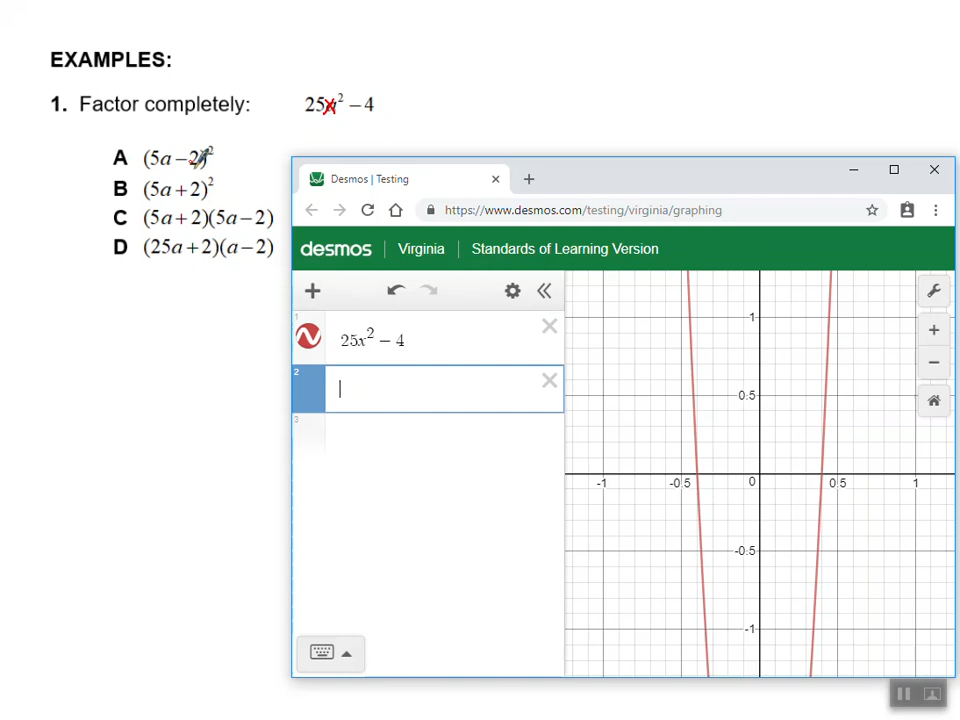 EXAMPLES:
1. Factor completely: 25x² − 4
A (5a − 2)²
B (5a + 2)²
C (5a + 2)(5a − 2)
D (25a + 2)(a − 2)
Desmos | Testing
https://www.desmos.com/testing/virginia/graphing
desmos Virginia Standards of Learning Version
1
25x² − 4
2
3
1
0.5
-1 -0.5 0 0.5 1
-0.5
-1